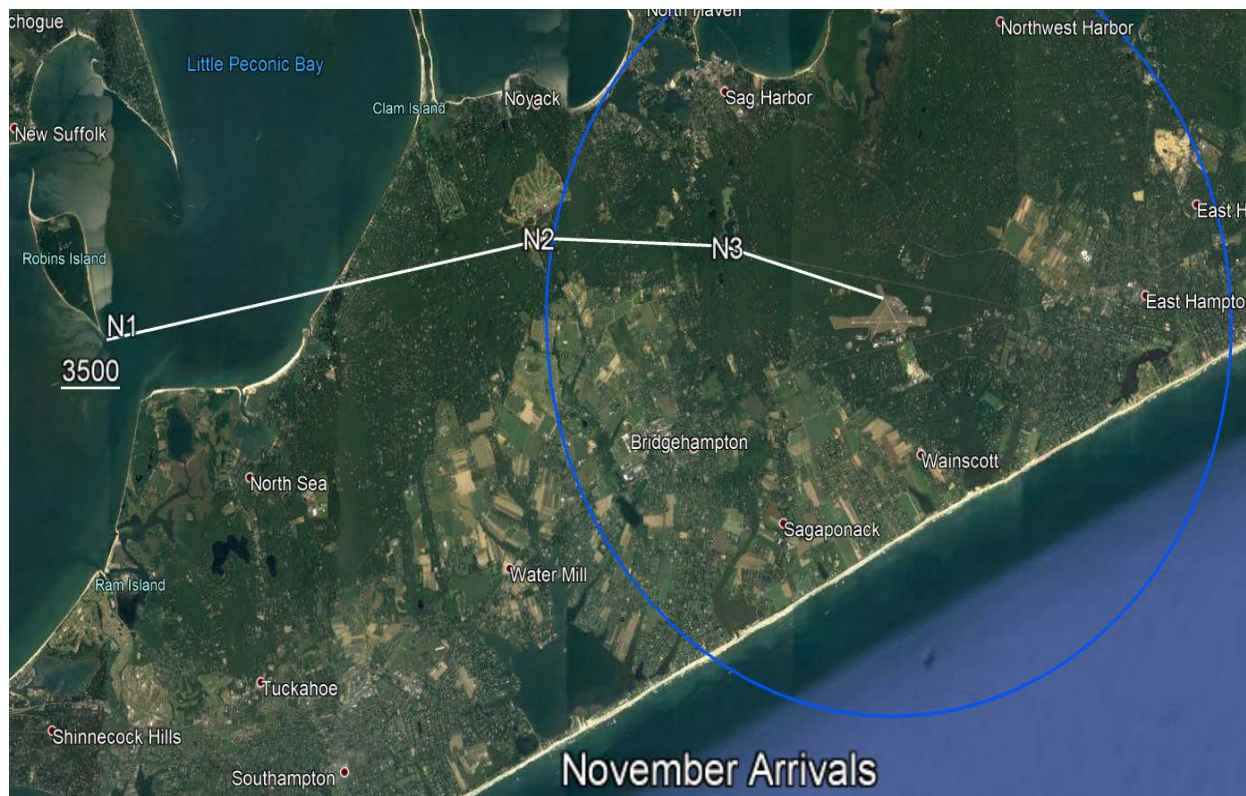 chogue
North Haven
Northwest Harbor
Little Peconic Bay
Clam Island
Noyack
Sag Harbor
New Suffolk
East H
N2
N3
Robins Island
N1
East Hampto
3500
Bridgehampton
Wainscott
North Sea
Sagaponack
Water Mill
Ram Island
Tuckahoe
Shinnecock Hills
Southampton
November Arrivals